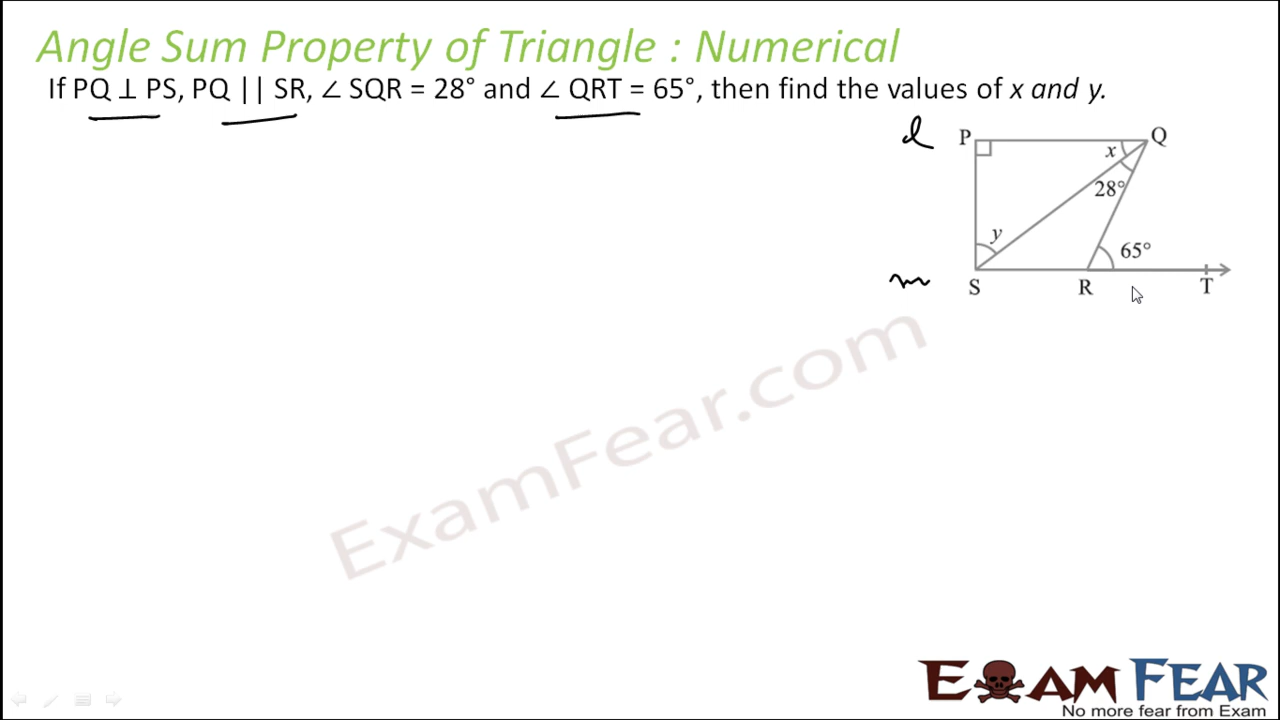 Angle Sum Property of Triangle : Numerical
If PQ ⊥ PS, PQ || SR, ∠ SQR = 28° and ∠ QRT = 65°, then find the values of x and y.
l
P
Q
x
28°
y
65°
m
S
R
T
ExamFear.com
EXAM FEAR
No more fear from Exam